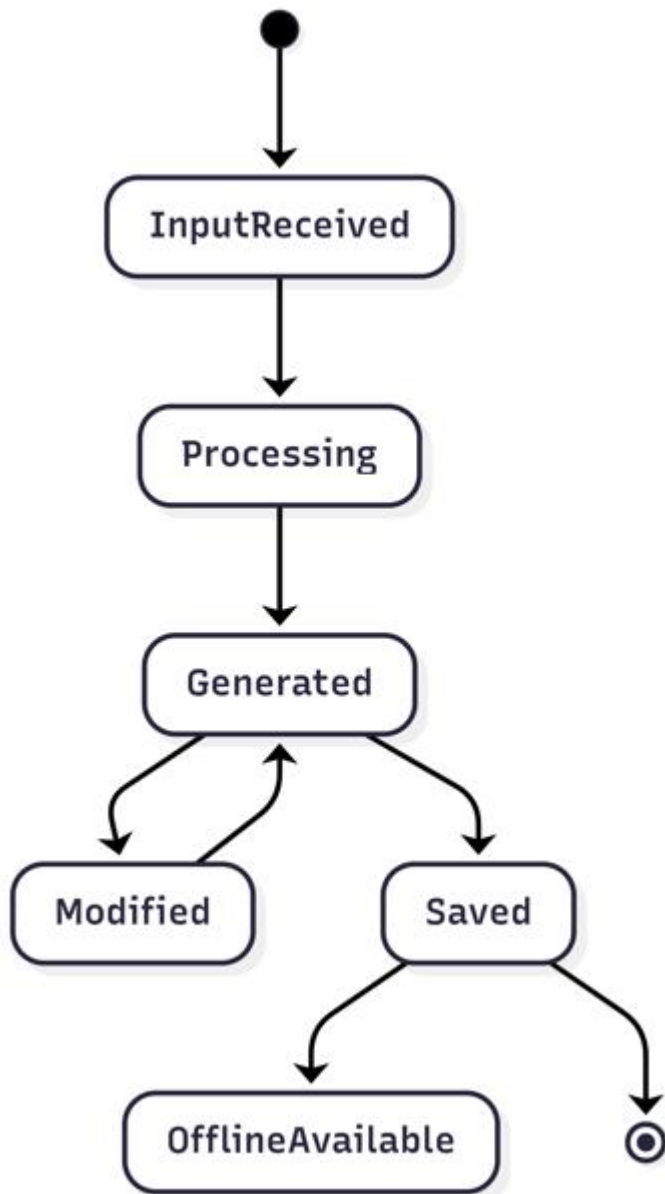 InputReceived
Processing
Generated
Modified
Saved
OfflineAvailable